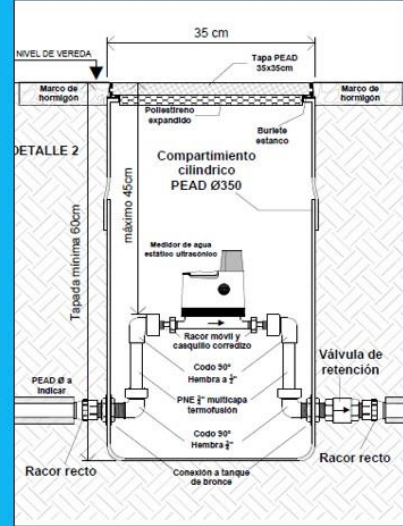 35 cm
NIVEL DE VEREDA
Tapa PEAD
35x35cm
Marco de
hormigón
Marco de
hormigón
Poliestireno
expandido
Burlete
estanco
DETALLE 2
Compartimiento
cilíndrico
PEAD Ø350
máximo 45cm
Tapada mínima 60cm
Medidor de agua
estático ultrasónico
Racor móvil y
casquillo corredizo
Codo 90°
Hembra a ½"
Válvula de
retención
PEAD Ø a
indicar
PNE ¾" multicapa
termofusión
Codo 90°
Hembra ¾"
Racor recto
Racor recto
Conexión a tanque
de bronce